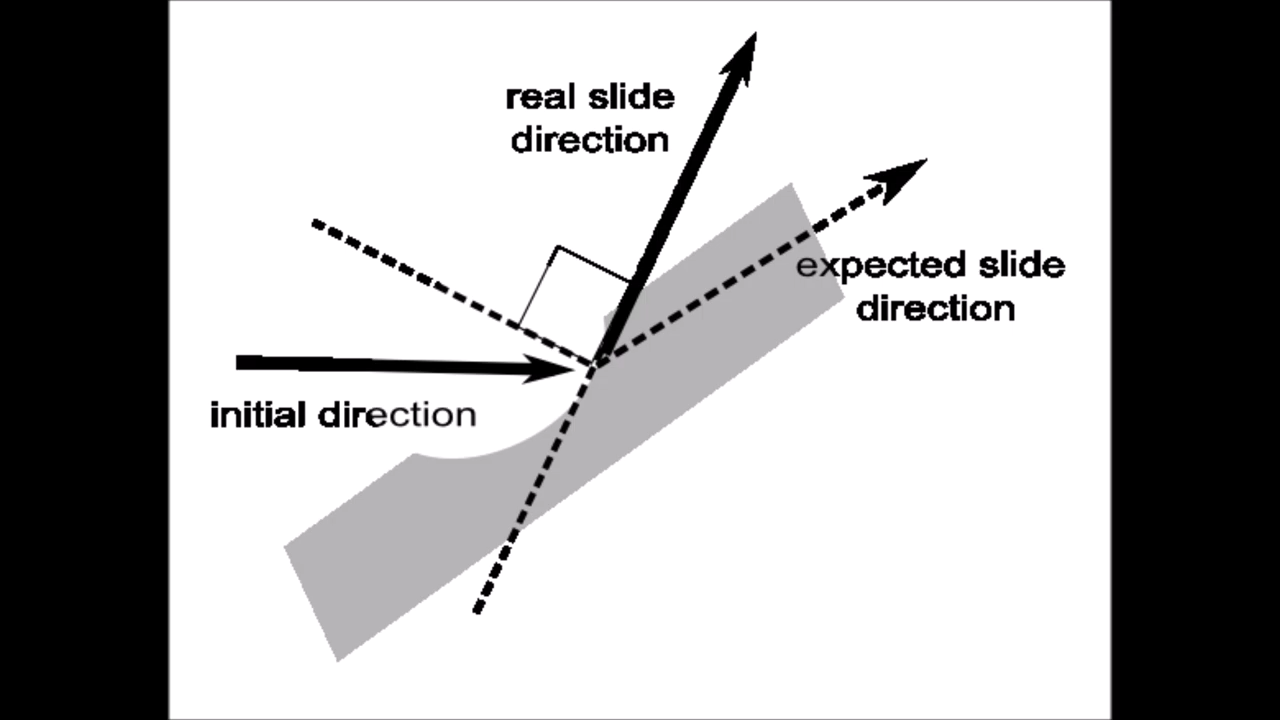 real slide
direction
expected slide
direction
initial direction